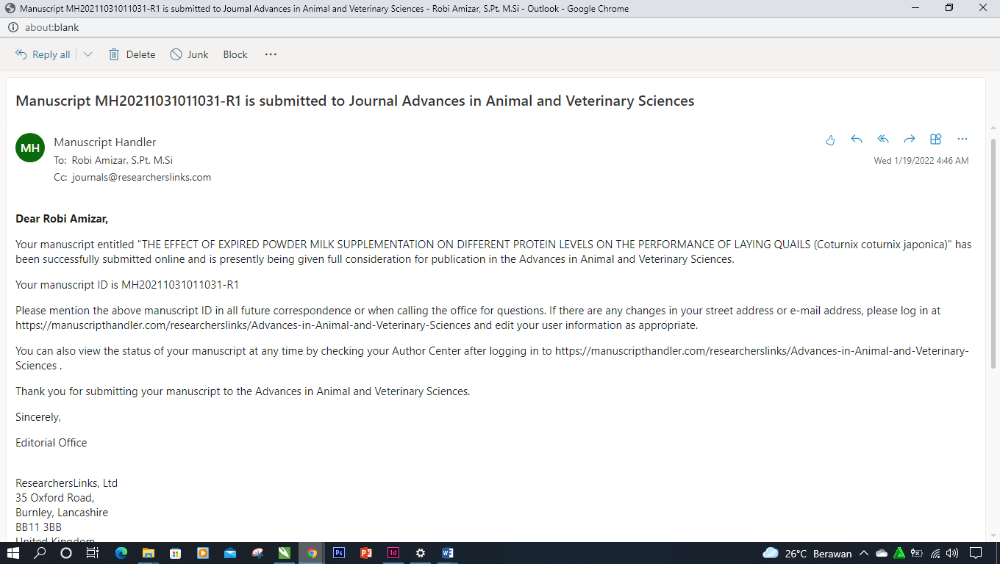 Manuscript MH20211031011031-R1 is submitted to Journal Advances in Animal and Veterinary Sciences - Robi Amizar, S.Pt. M.Si - Outlook - Google Chrome
about:blank
Reply all Delete Junk Block
Manuscript MH20211031011031-R1 is submitted to Journal Advances in Animal and Veterinary Sciences
MH
Manuscript Handler
To: Robi Amizar, S.Pt. M.Si
Cc: journals@researcherslinks.com
Wed 1/19/2022 4:46 AM
Dear Robi Amizar,
Your manuscript entitled "THE EFFECT OF EXPIRED POWDER MILK SUPPLEMENTATION ON DIFFERENT PROTEIN LEVELS ON THE PERFORMANCE OF LAYING QUAILS (Coturnix coturnix japonica)" has
been successfully submitted online and is presently being given full consideration for publication in the Advances in Animal and Veterinary Sciences.
Your manuscript ID is MH20211031011031-R1
Please mention the above manuscript ID in all future correspondence or when calling the office for questions. If there are any changes in your street address or e-mail address, please log in at
https://manuscripthandler.com/researcherslinks/Advances-in-Animal-and-Veterinary-Sciences and edit your user information as appropriate.
You can also view the status of your manuscript at any time by checking your Author Center after logging in to https://manuscripthandler.com/researcherslinks/Advances-in-Animal-and-Veterinary-
Sciences .
Thank you for submitting your manuscript to the Advances in Animal and Veterinary Sciences.
Sincerely,
Editorial Office
ResearchersLinks, Ltd
35 Oxford Road,
Burnley, Lancashire
BB11 3BB
United Kingdom
Ps
Id
26°C Berawan